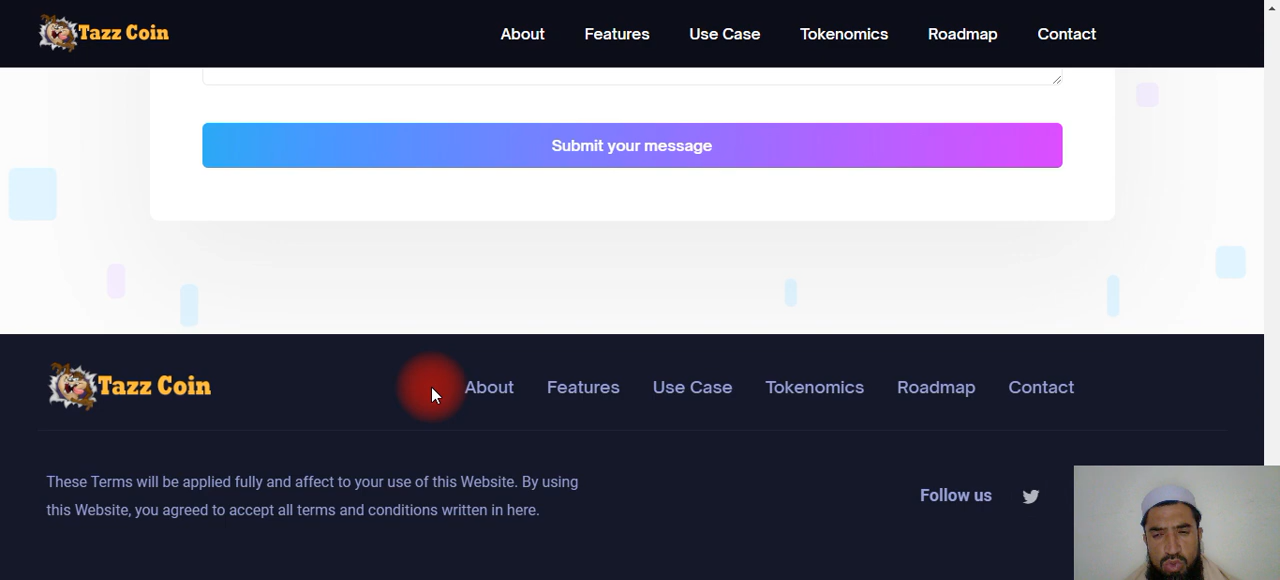 Tazz Coin
About Features Use Case Tokenomics Roadmap Contact
Submit your message
Tazz Coin
About Features Use Case Tokenomics Roadmap Contact
These Terms will be applied fully and affect to your use of this Website. By using
this Website, you agreed to accept all terms and conditions written in here.
Follow us